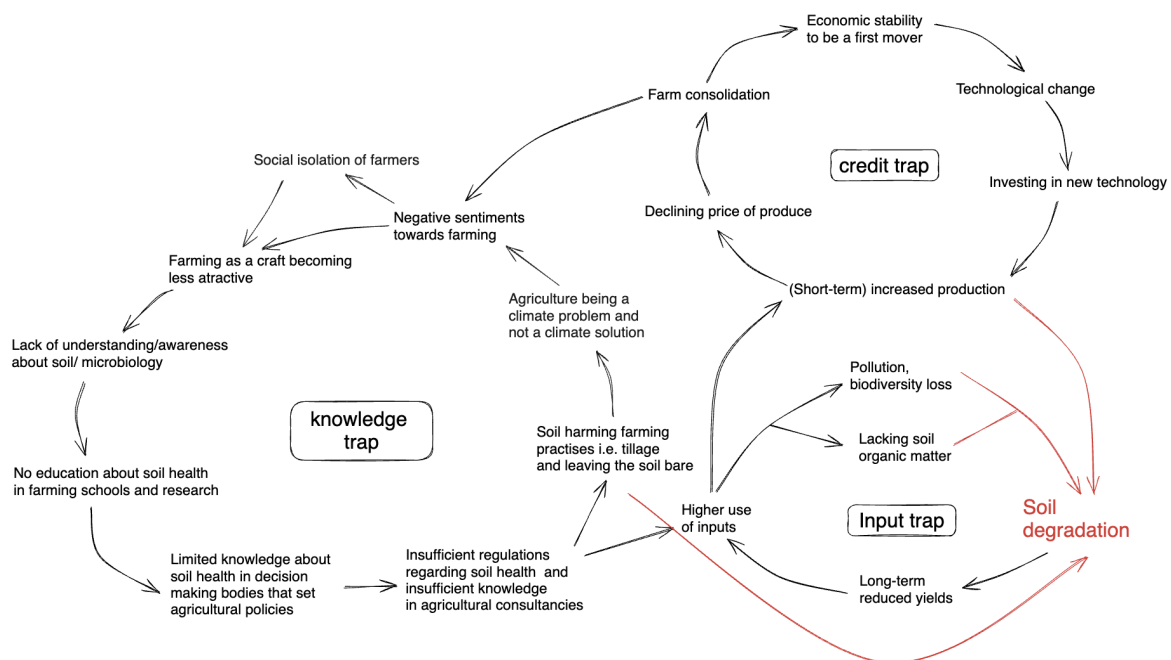 Economic stability
to be a first mover
Technological change
Farm consolidation
credit trap
Social isolation of farmers
Investing in new technology
Declining price of produce
Negative sentiments
towards farming
Farming as a craft becoming
less atractive
(Short-term) increased production
Agriculture being a
climate problem and
not a climate solution
Lack of understanding/awareness
about soil/ microbiology
Pollution,
biodiversity loss
knowledge
trap
Soil harming farming
practises i.e. tillage
and leaving the soil bare
Lacking soil
organic matter
No education about soil health
in farming schools and research
Higher use
of inputs
Input trap
Soil
degradation
Limited knowledge about
soil health in decision
making bodies that set
agricultural policies
Insufficient regulations
regarding soil health  and
insufficient knowledge
in agricultural consultancies
Long-term
reduced yields